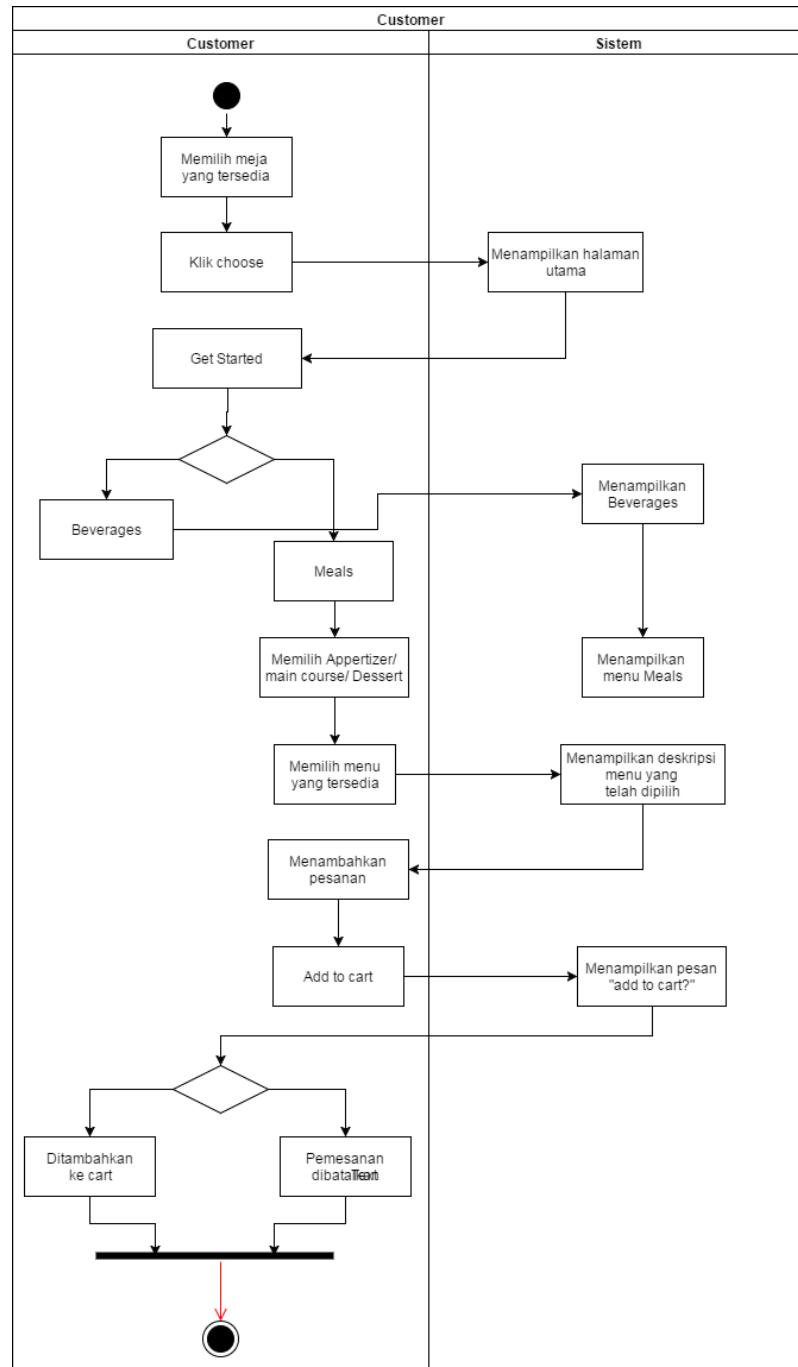 Customer
Customer
Sistem
Memilih meja
yang tersedia
Klik choose
Menampilkan halaman
utama
Get Started
Beverages
Menampilkan
Beverages
Meals
Memilih Appertizer/
main course/ Dessert
Menampilkan
menu Meals
Memilih menu
yang tersedia
Menampilkan deskripsi
menu yang
telah dipilih
Menambahkan
pesanan
Add to cart
Menampilkan pesan
"add to cart?"
Ditambahkan
ke cart
Pemesanan
dibatalkan
Text